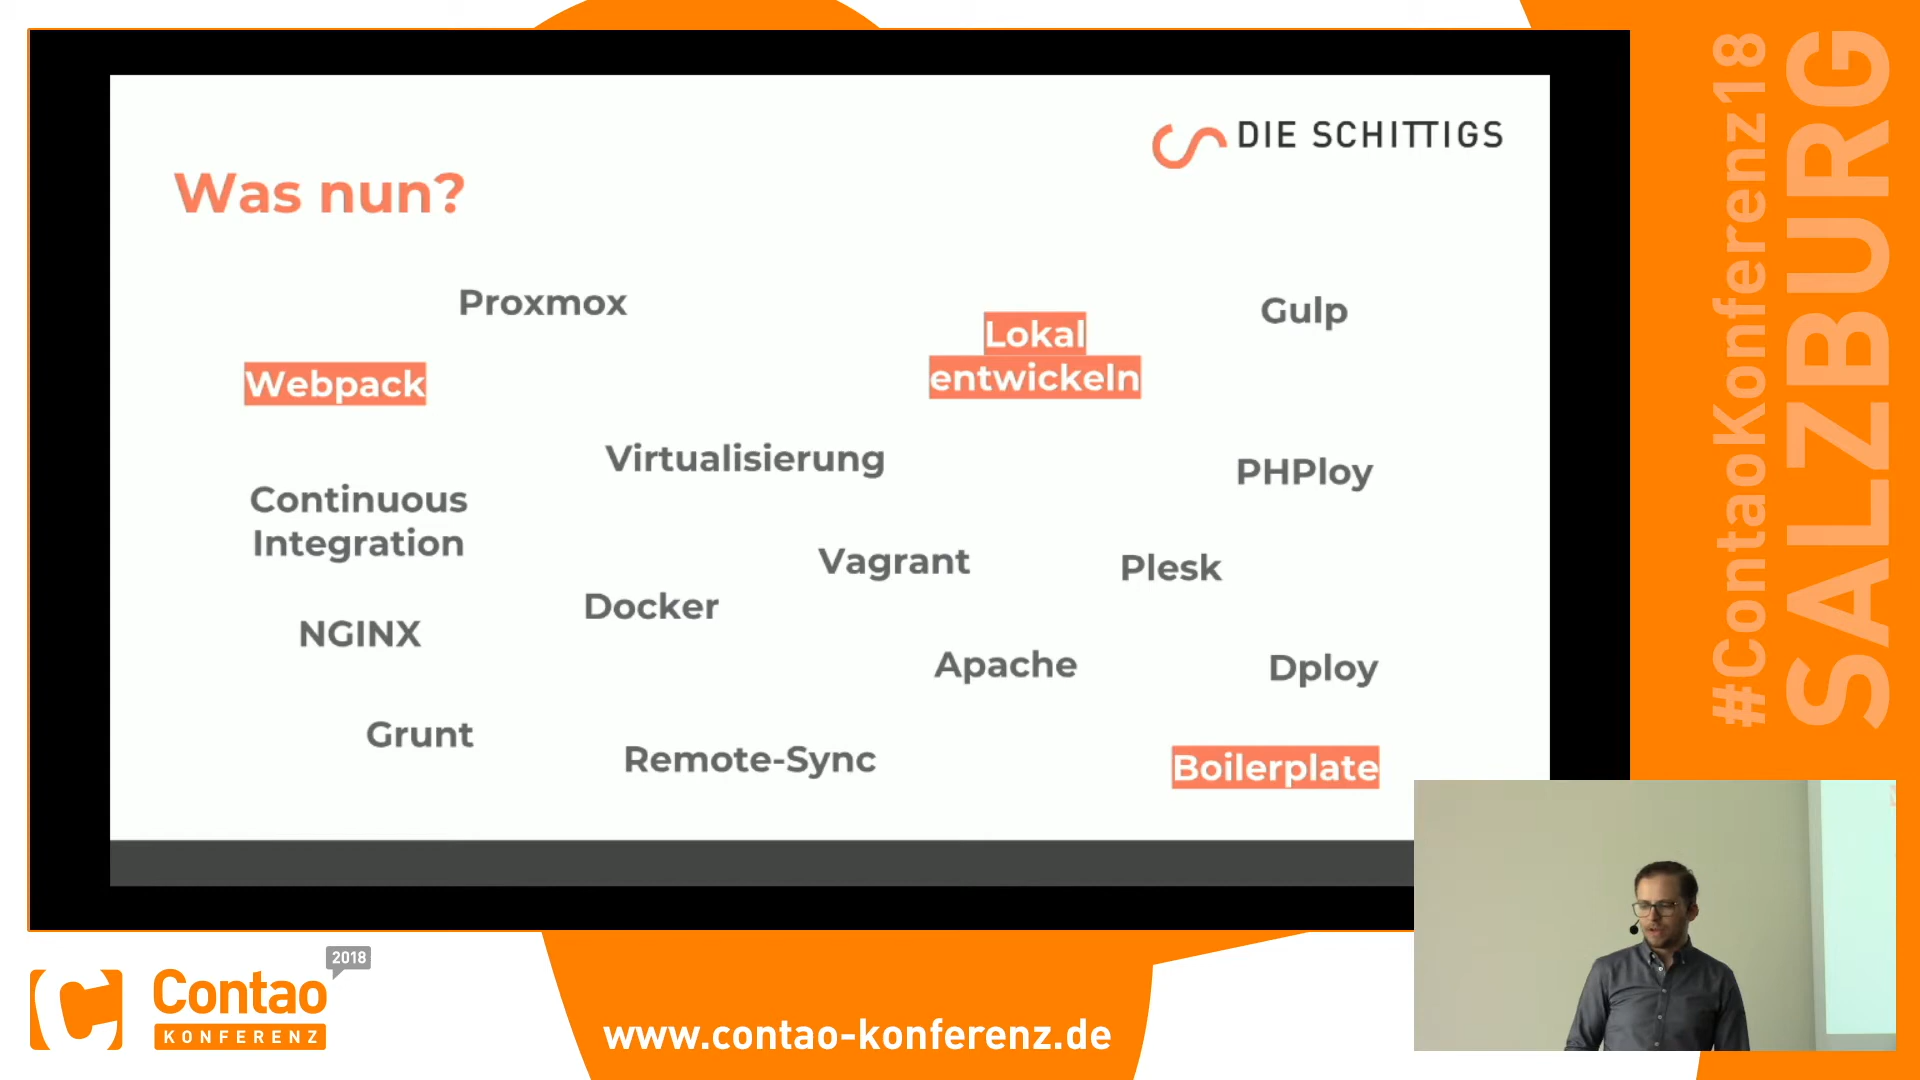 DIE SCHITTIGS
Was nun?
Proxmox
Gulp
Lokal
entwickeln
Webpack
Virtualisierung
PHPloy
Continuous
Integration
Vagrant
Plesk
Docker
NGINX
Apache
Dploy
Grunt
Remote-Sync
Boilerplate
#ContaoKonferenz18
SALZBURG
2018
Contao
KONFERENZ
www.contao-konferenz.de